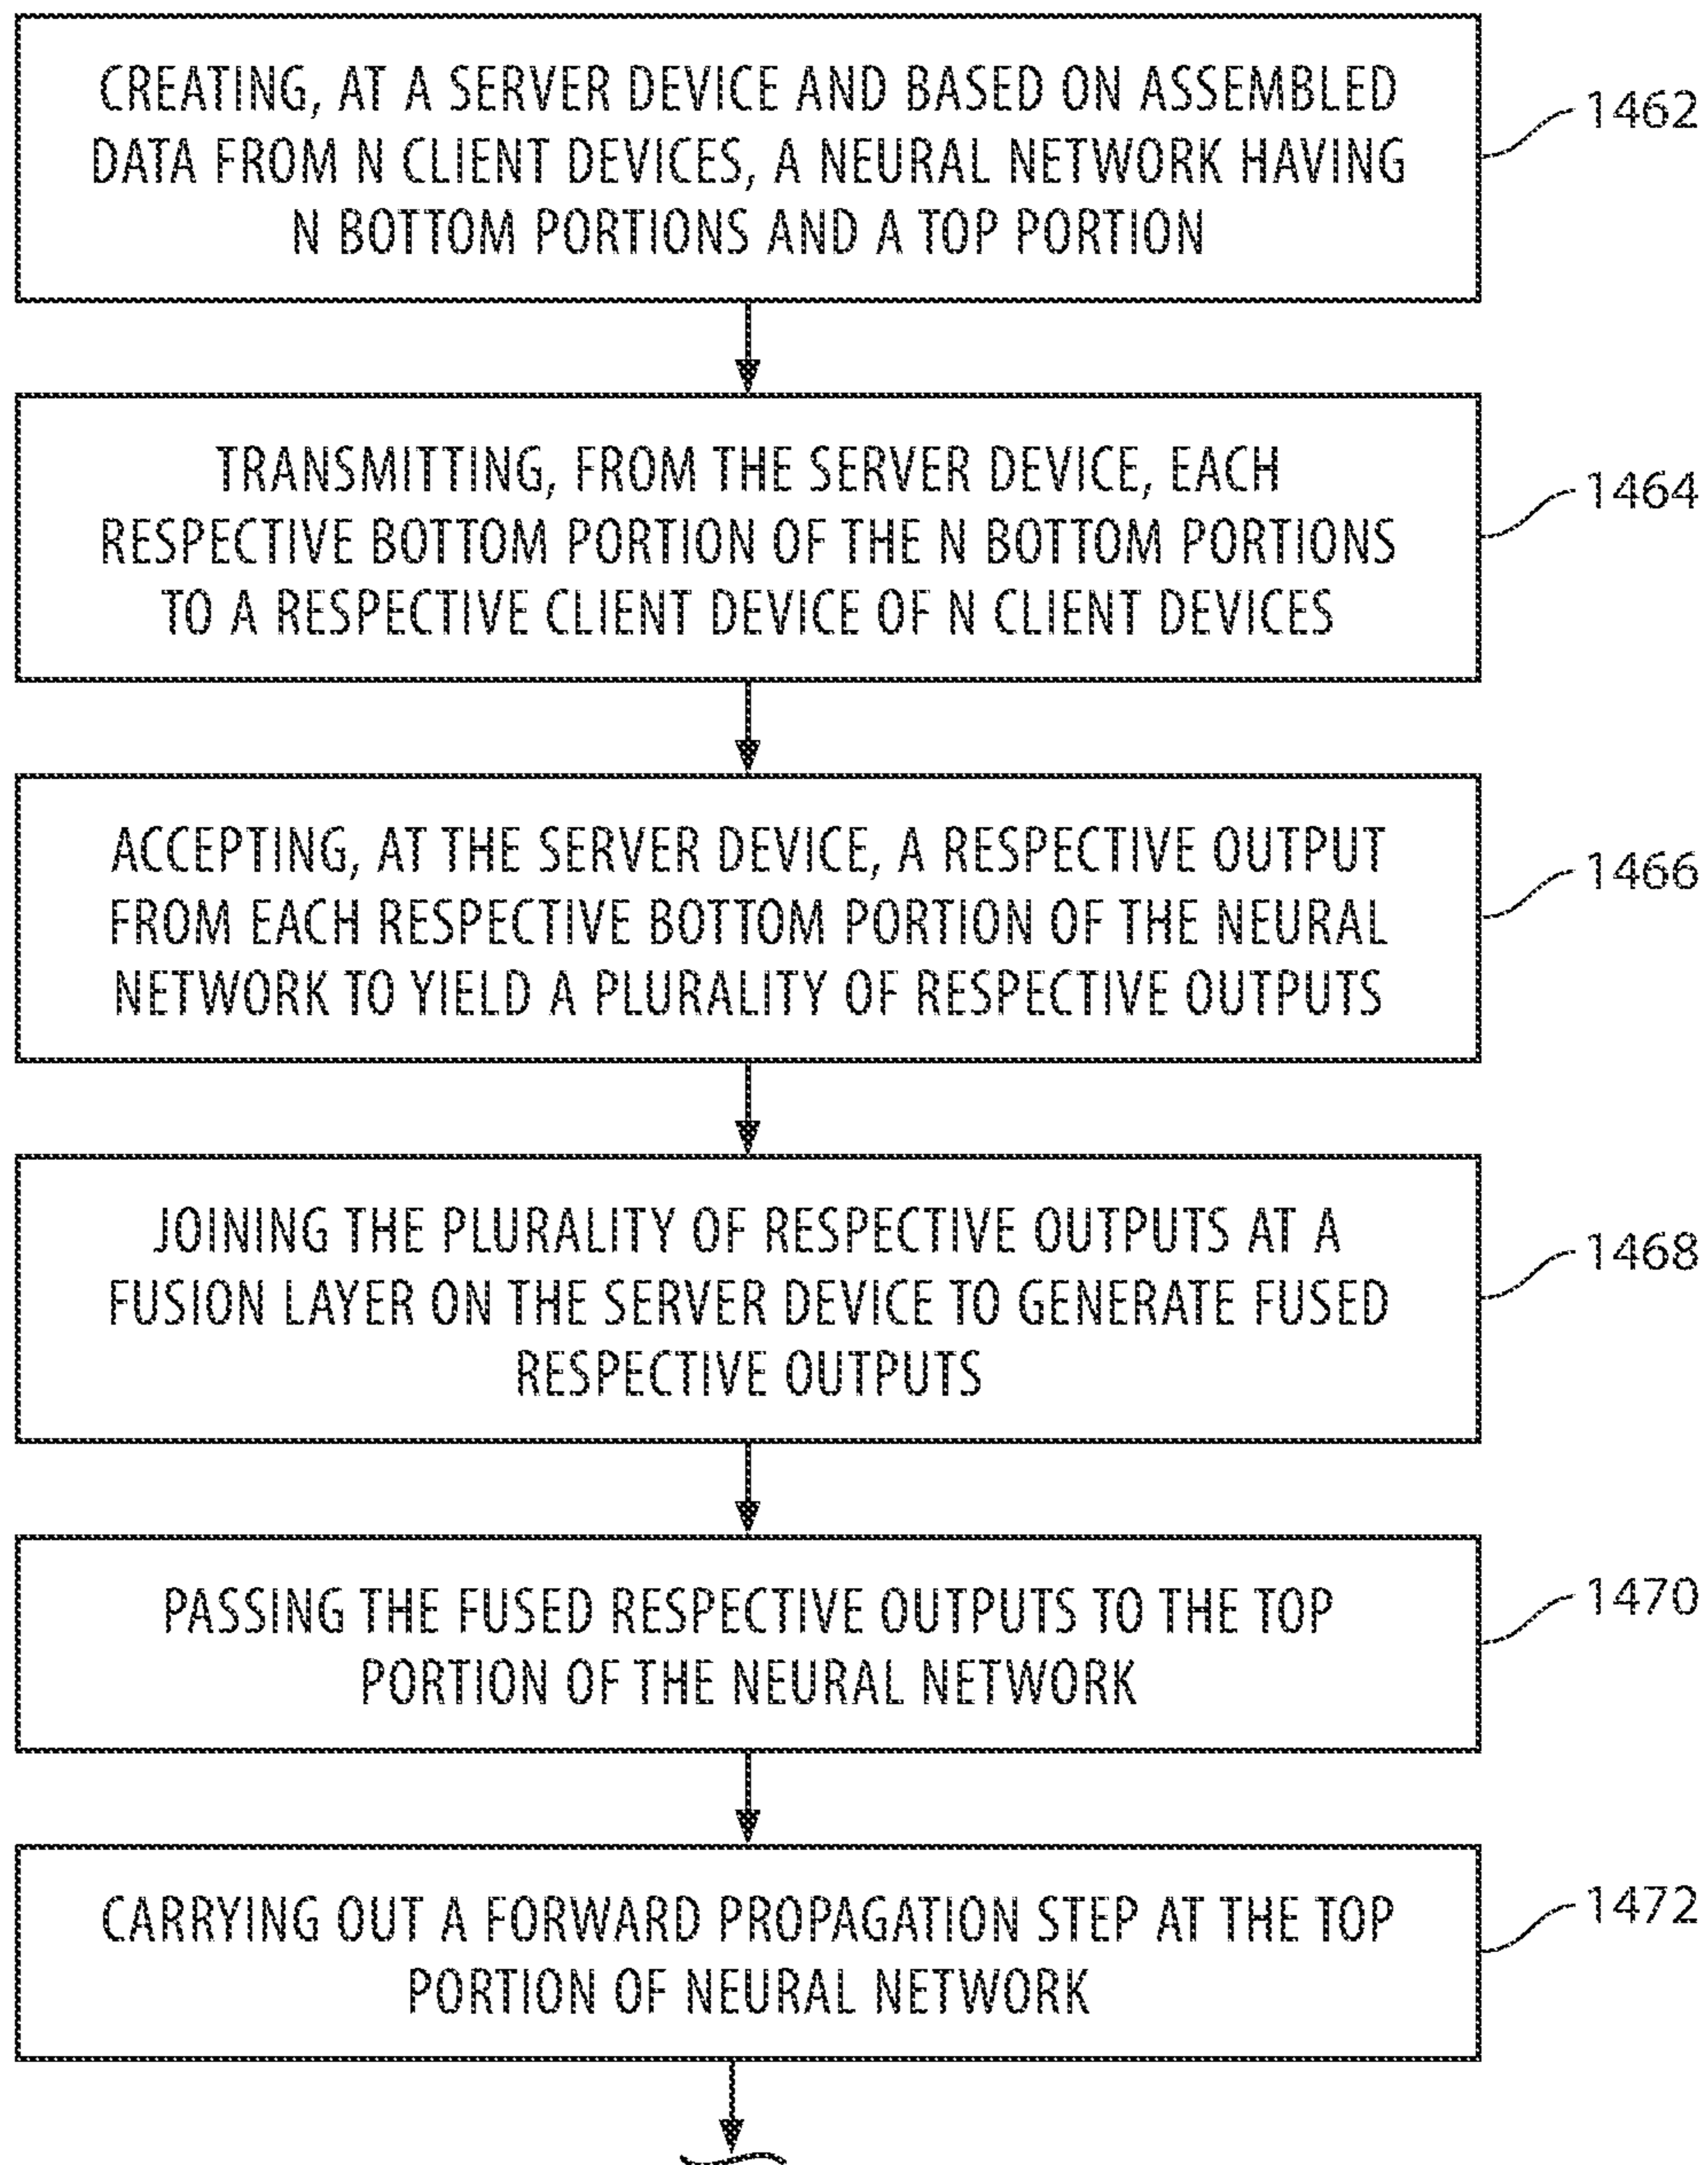 CREATING, AT A SERVER DEVICE AND BASED ON ASSEMBLED
DATA FROM N CLIENT DEVICES, A NEURAL NETWORK HAVING
N BOTTOM PORTIONS AND A TOP PORTION
1462
TRANSMITTING, FROM THE SERVER DEVICE, EACH
RESPECTIVE BOTTOM PORTION OF THE N BOTTOM PORTIONS
TO A RESPECTIVE CLIENT DEVICE OF N CLIENT DEVICES
1464
ACCEPTING, AT THE SERVER DEVICE, A RESPECTIVE OUTPUT
FROM EACH RESPECTIVE BOTTOM PORTION OF THE NEURAL
NETWORK TO YIELD A PLURALITY OF RESPECTIVE OUTPUTS
1466
JOINING THE PLURALITY OF RESPECTIVE OUTPUTS AT A
FUSION LAYER ON THE SERVER DEVICE TO GENERATE FUSED
RESPECTIVE OUTPUTS
1468
PASSING THE FUSED RESPECTIVE OUTPUTS TO THE TOP
PORTION OF THE NEURAL NETWORK
1470
CARRYING OUT A FORWARD PROPAGATION STEP AT THE TOP
PORTION OF NEURAL NETWORK
1472